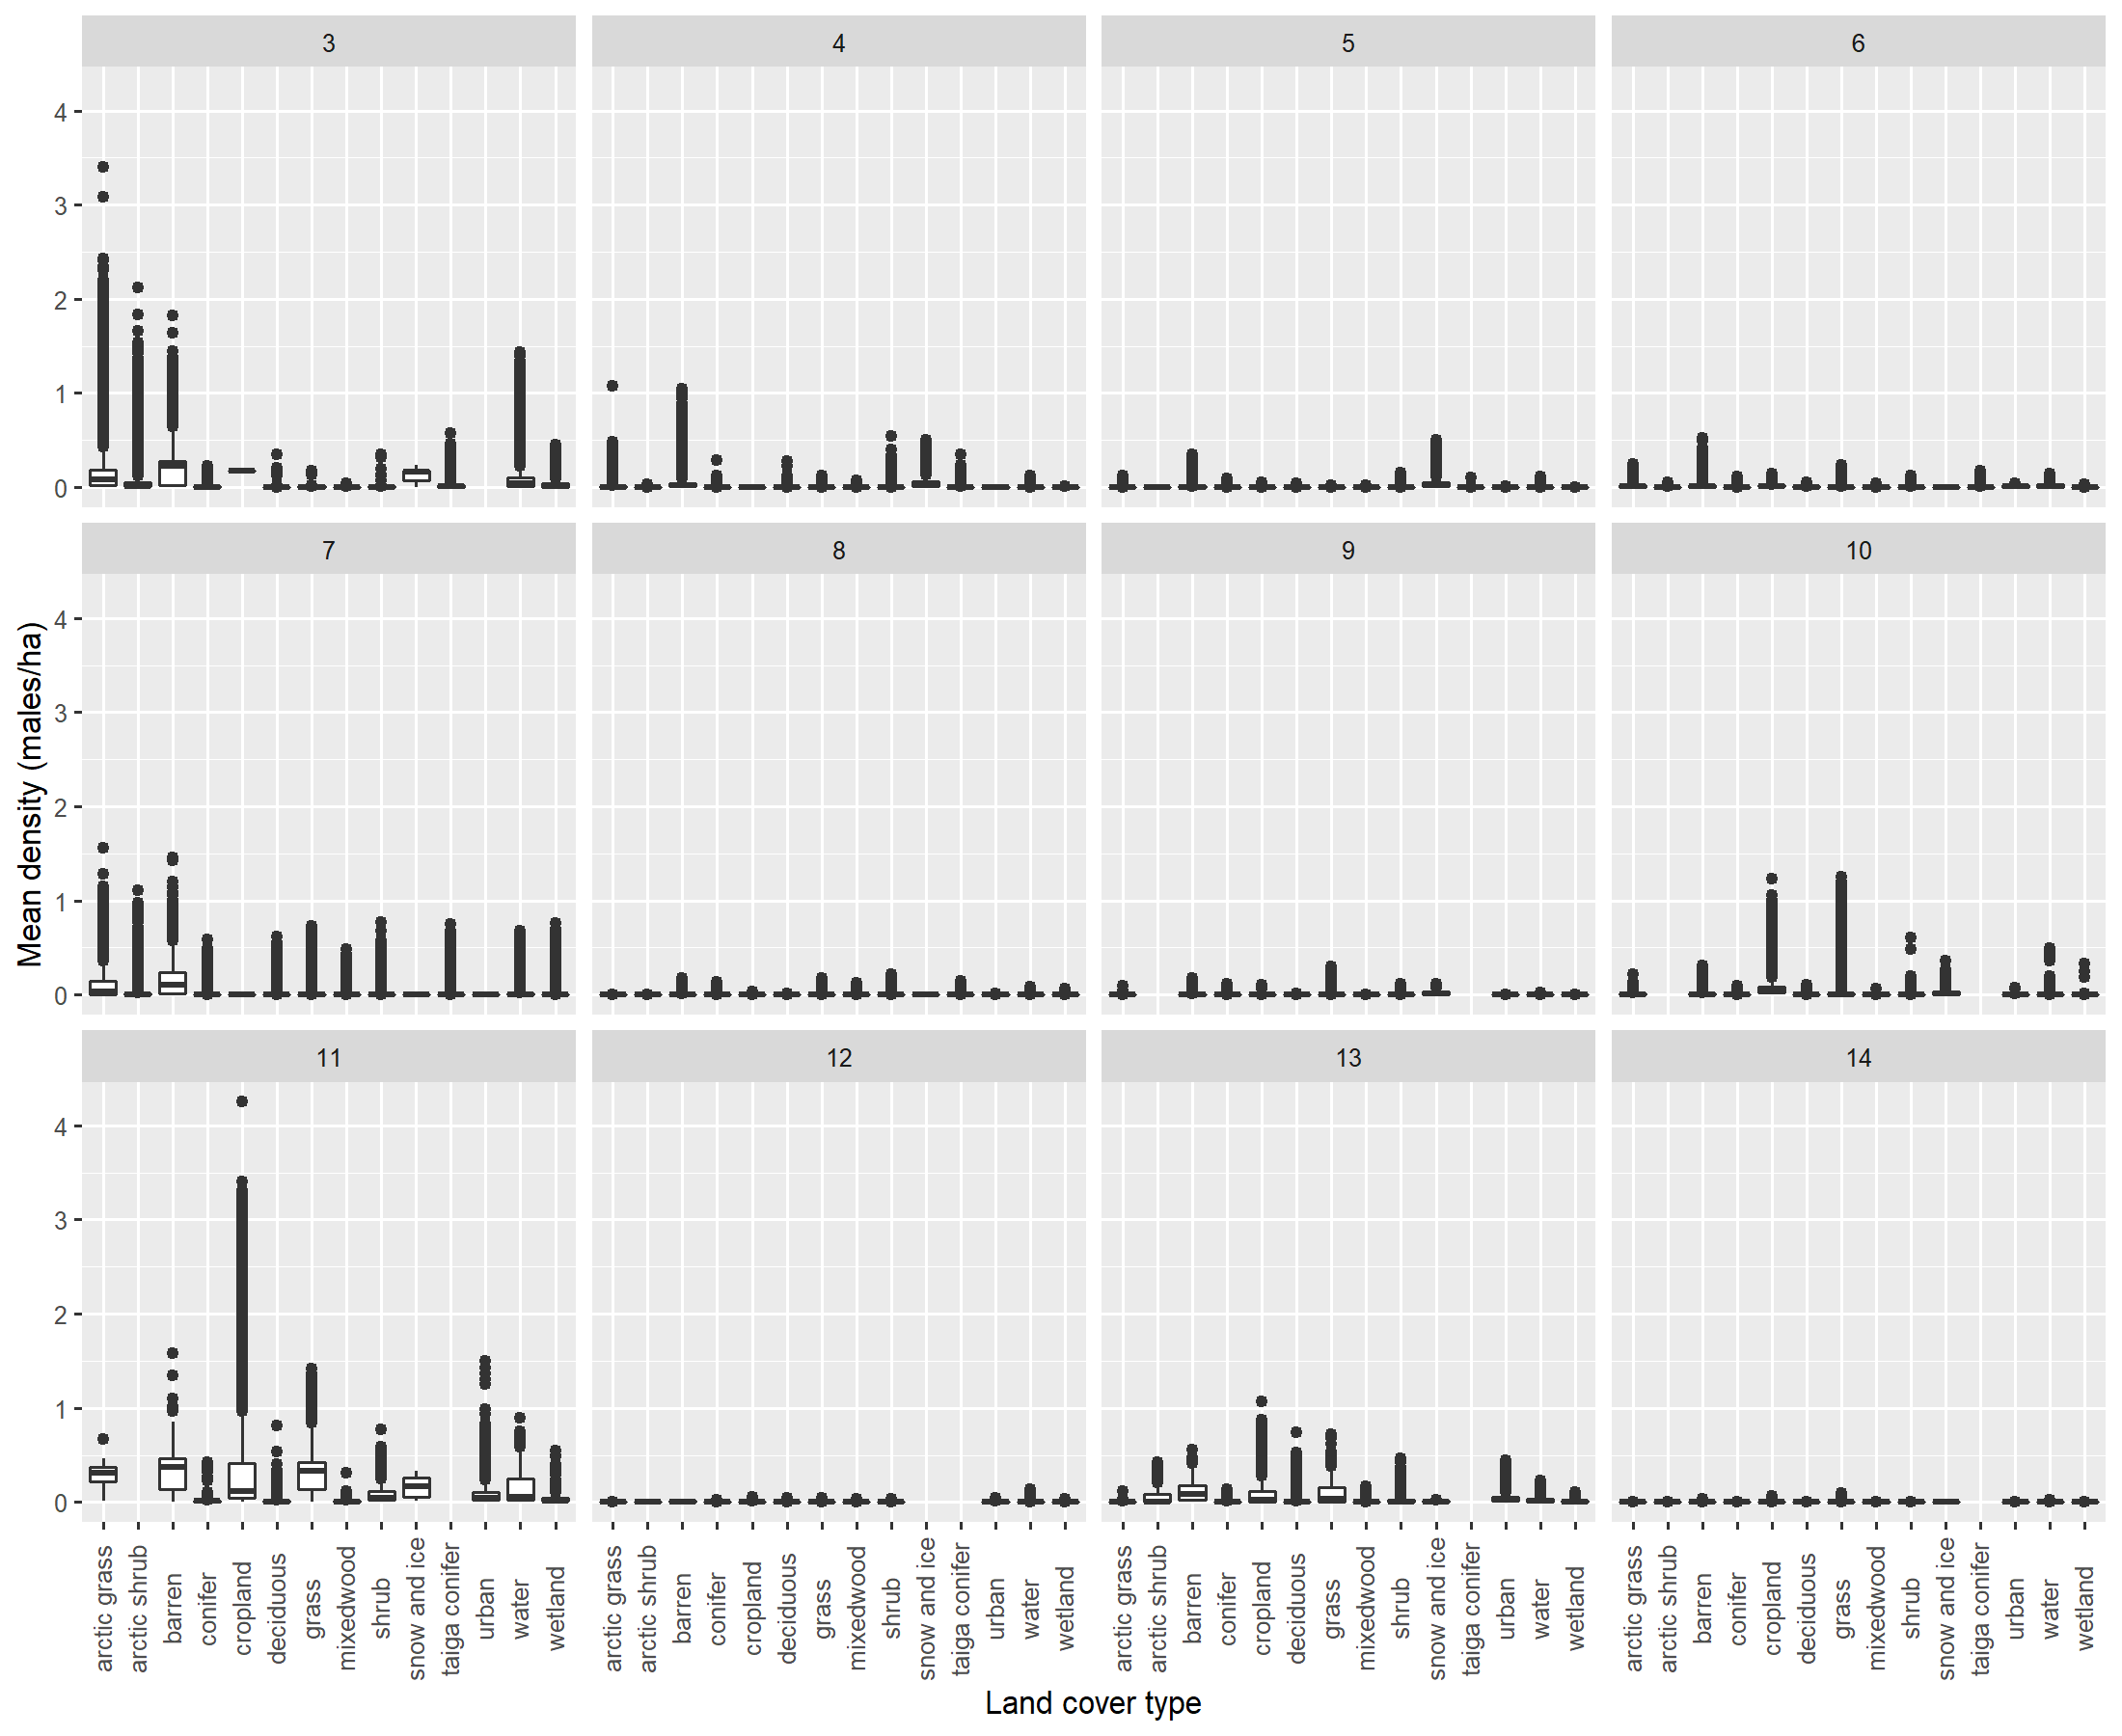 3 4 5 6
4
3
2
1
0
7 8 9 10
4
3
2
1
0
11 12 13 14
4
3
2
1
0
Mean density (males/ha)
arctic grass arctic shrub barren conifer cropland deciduous grass mixedwood shrub snow and ice taiga conifer urban water wetland
arctic grass arctic shrub barren conifer cropland deciduous grass mixedwood shrub snow and ice taiga conifer urban water wetland
arctic grass arctic shrub barren conifer cropland deciduous grass mixedwood shrub snow and ice taiga conifer urban water wetland
arctic grass arctic shrub barren conifer cropland deciduous grass mixedwood shrub snow and ice taiga conifer urban water wetland
Land cover type